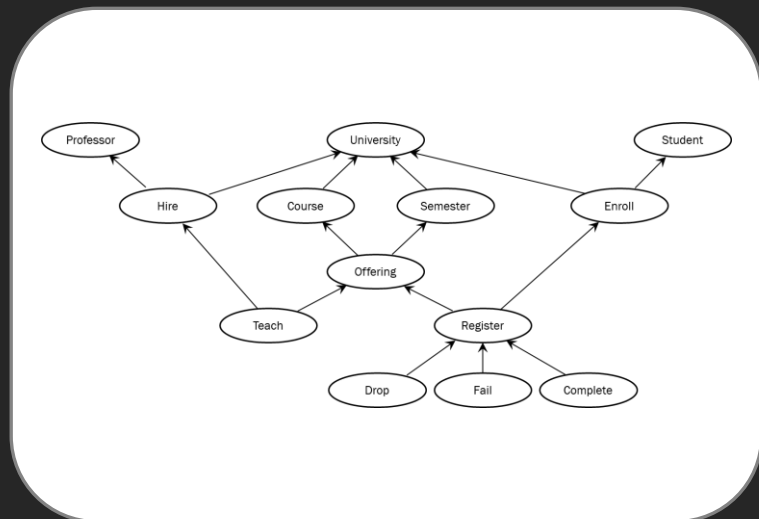 Professor
University
Student
Hire
Course
Semester
Enroll
Offering
Teach
Register
Drop
Fail
Complete